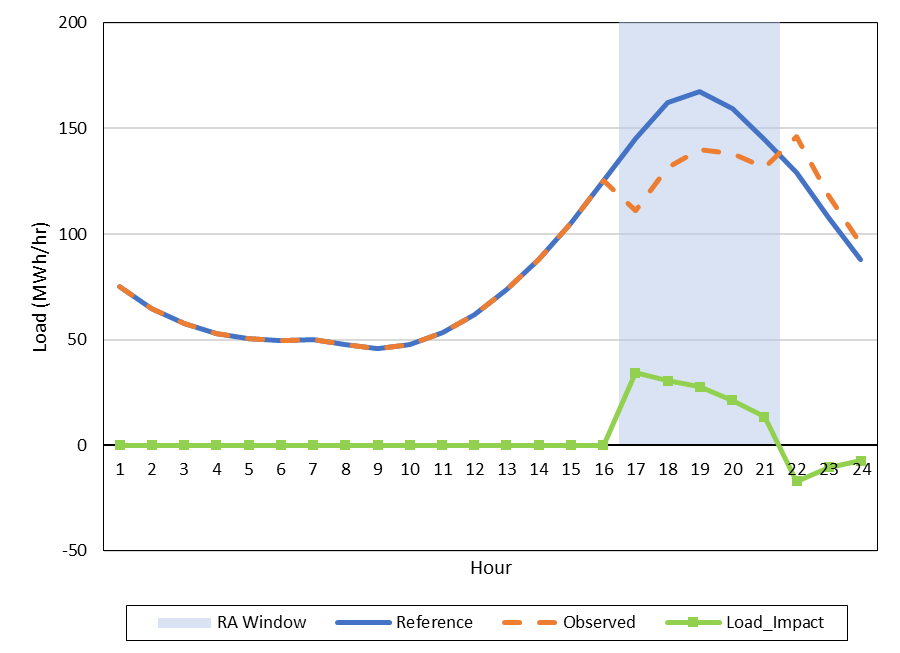 200
150
100
50
0
-50
Load (MWh/hr)
1 2 3 4 5 6 7 8 9 10 11 12 13 14 15 16 17 18 19 20 21 22 23 24
Hour
RA Window Reference Observed Load_Impact